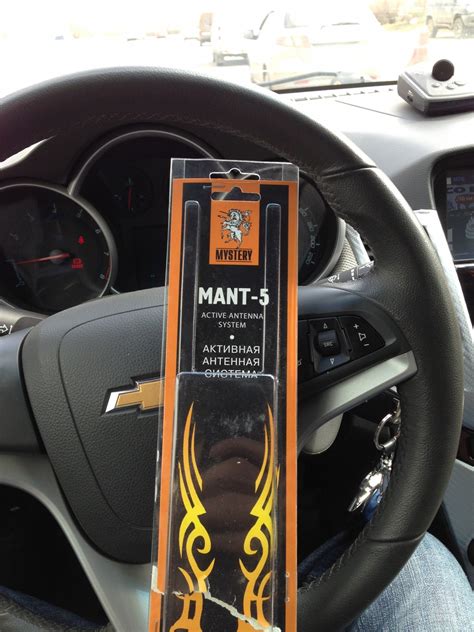 MYSTERY
MANT-5
ACTIVE ANTENNA
SYSTEM
АКТИВНАЯ
АНТЕННАЯ
СИСТЕМА